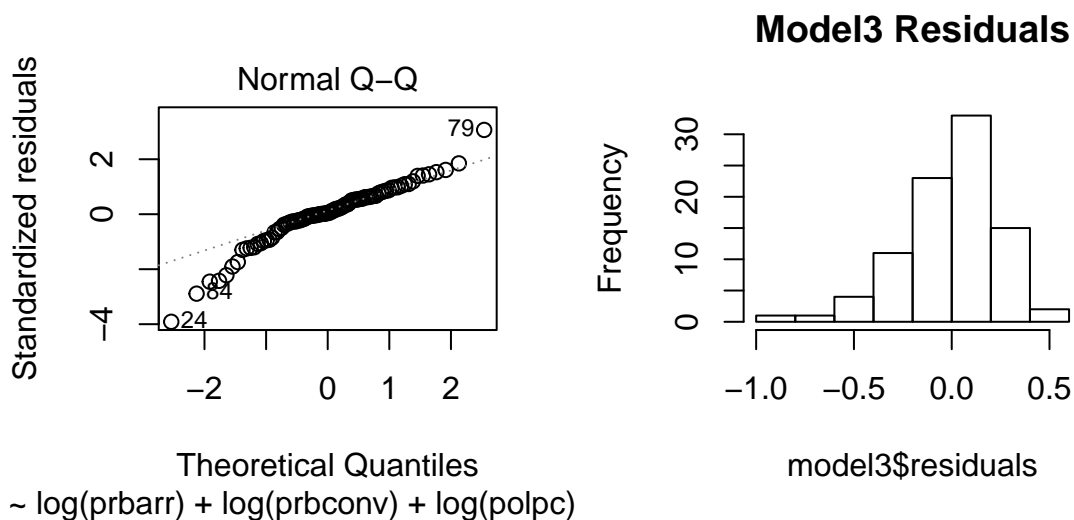 Model3 Residuals
Normal Q−Q
Standardized residuals
−4
0
2
79
84
24
−2
0
1
2
Theoretical Quantiles
~ log(prbarr) + log(prbconv) + log(polpc)
Frequency
0
10
20
30
−1.0
−0.5
0.0
0.5
model3$residuals